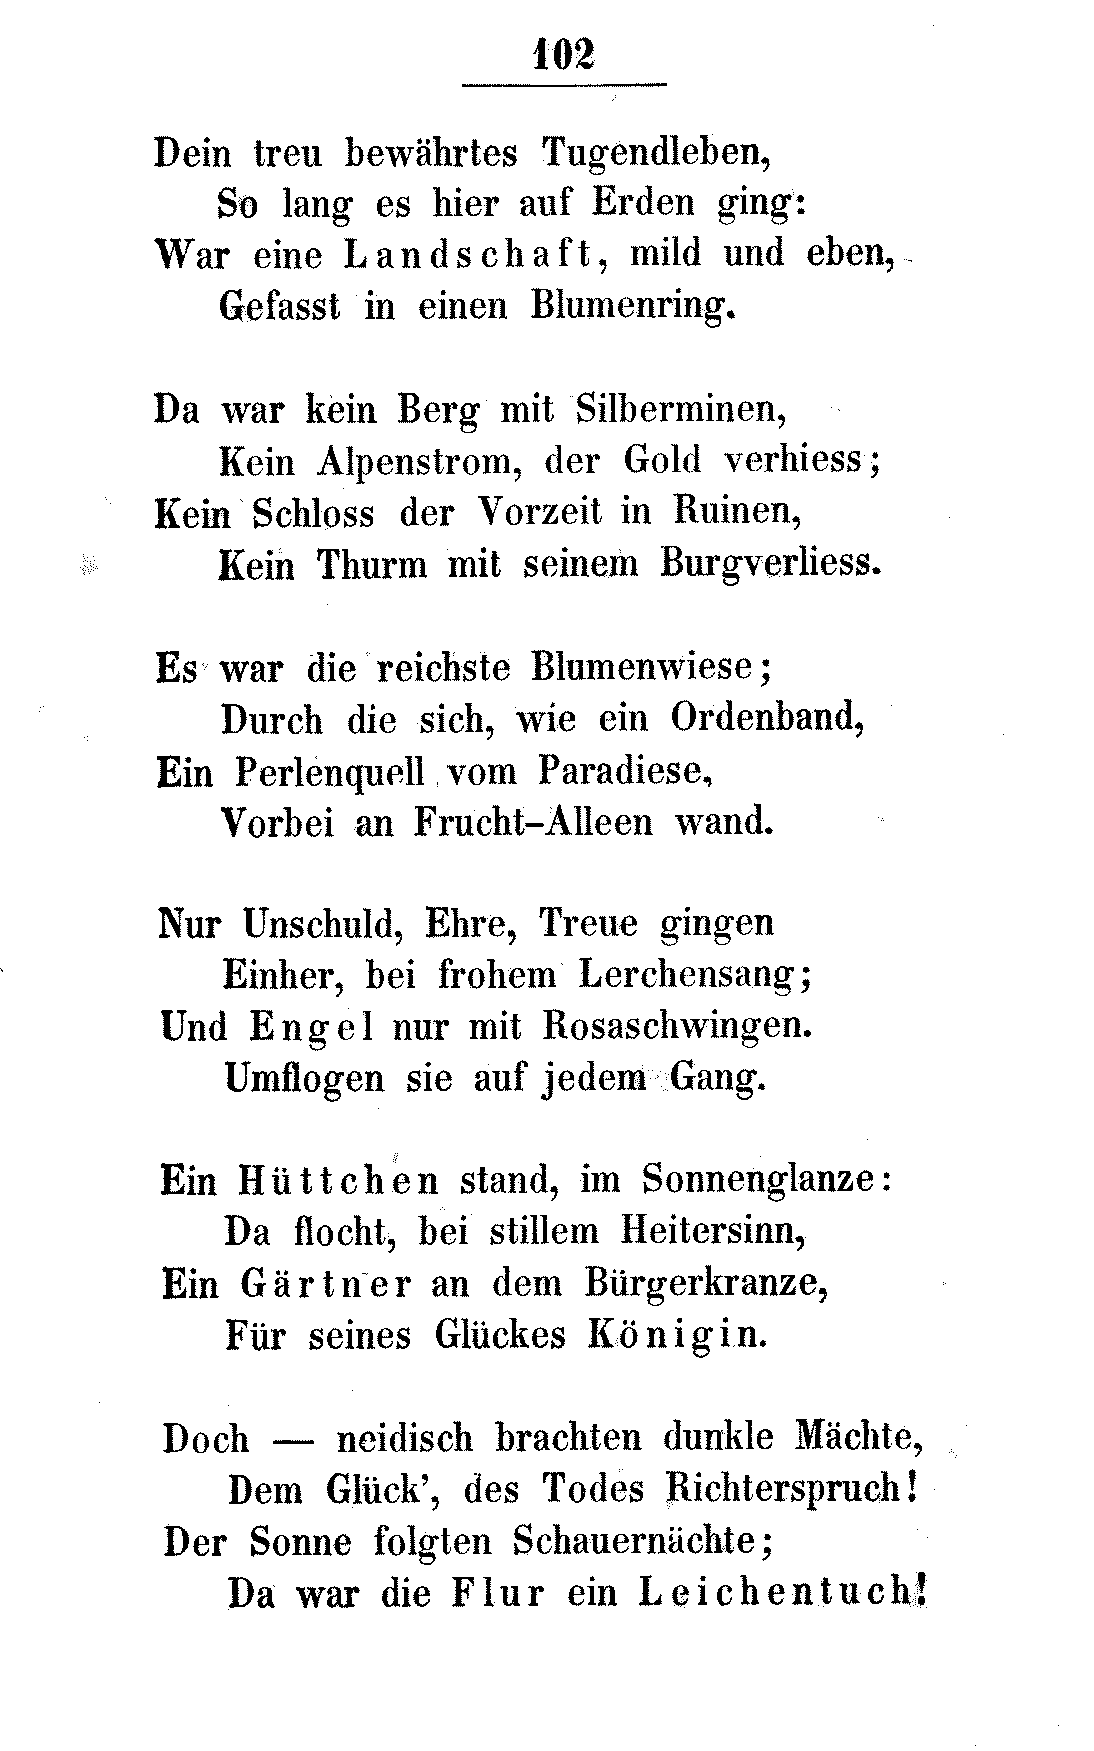 102
Dein treu bewährtes Tugendleben,
So lang es hier auf Erden ging:
War eine Landschaft, mild und eben,
Gefasst in einen Blumenring.
Da war kein Berg mit Silberminen,
Kein Alpenstrom, der Gold verhiess;
Kein Schloss der Vorzeit in Ruinen,
Kein Thurm mit seinem Burgverliess.
Es war die reichste Blumenwiese;
Durch die sich, wie ein Ordenband,
Ein Perlenquell vom Paradiese,
Vorbei an Frucht-Alleen wand.
Nur Unschuld, Ehre, Treue gingen
Einher, bei frohem Lerchensang;
Und Engel nur mit Rosaschwingen.
Umflogen sie auf jedem Gang.
Ein Hüttchen stand, im Sonnenglanze:
Da flocht, bei stillem Heitersinn,
Ein Gärtner an dem Bürgerkranze,
Für seines Glückes Königin.
Doch — neidisch brachten dunkle Mächte,
Dem Glück’, des Todes Richterspruch!
Der Sonne folgten Schauernächte;
Da war die Flur ein Leichentuch!